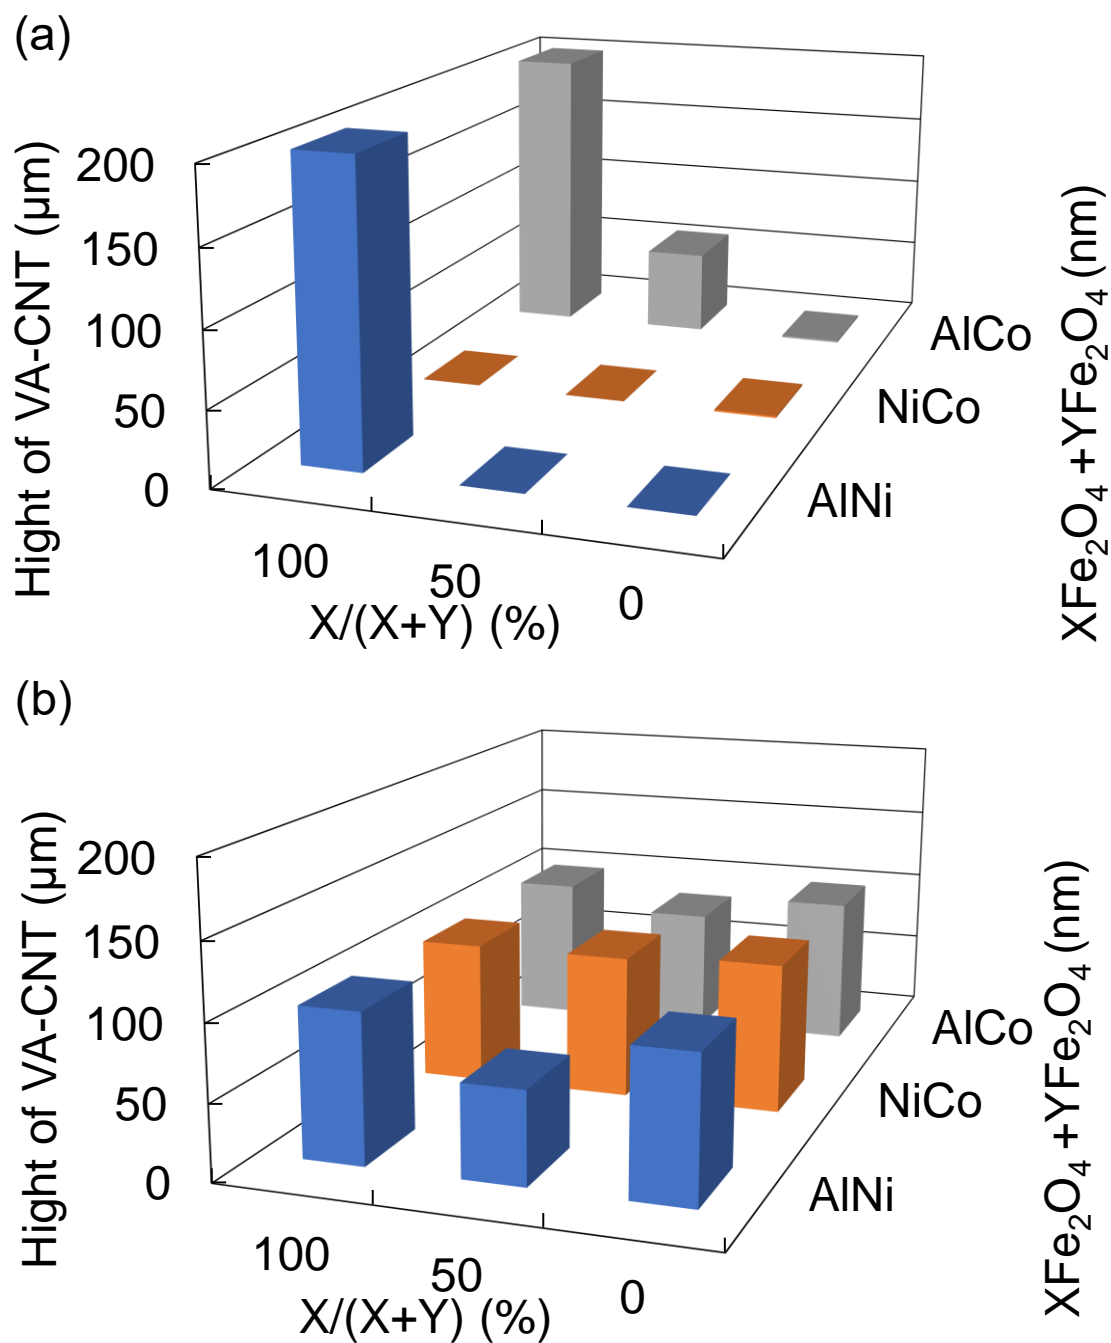 (a)
Hight of VA-CNT (μm)
200
150
100
50
0
100
50
0
X/(X+Y) (%)
AlCo
NiCo
AlNi
XFe₂O₄ +YFe₂O₄ (nm)
(b)
Hight of VA-CNT (μm)
200
150
100
50
0
100
50
0
X/(X+Y) (%)
AlCo
NiCo
AlNi
XFe₂O₄ +YFe₂O₄ (nm)